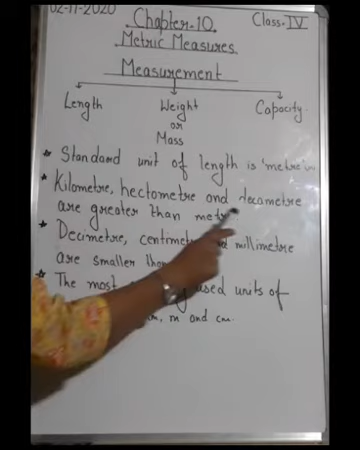 02-11-2020
Chapter-10.
Class-IV
Metric Measures.
Measurement
Length Weight Capacity.
or
Mass
* Standard unit of length is 'metre'
* Kilometre, hectometre and decametre
are greater than
* Decimetre, millimetre
are smaller
* The most used units of
m and cm.